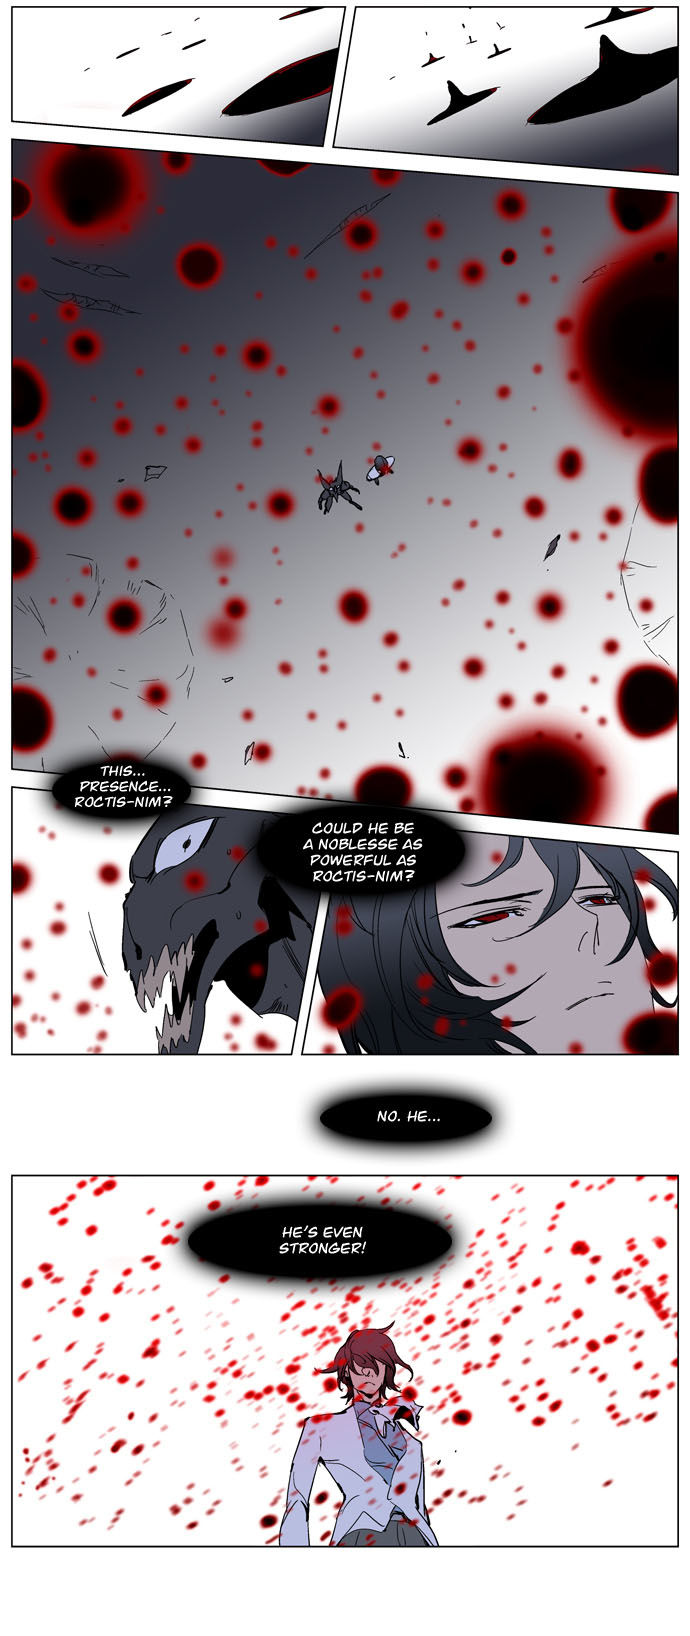 THIS...
PRESENCE...
ROCTIS-NIM?
COULD HE BE
A NOBLESSE AS
POWERFUL AS
ROCTIS-NIM?
NO. HE...
HE'S EVEN
STRONGER!